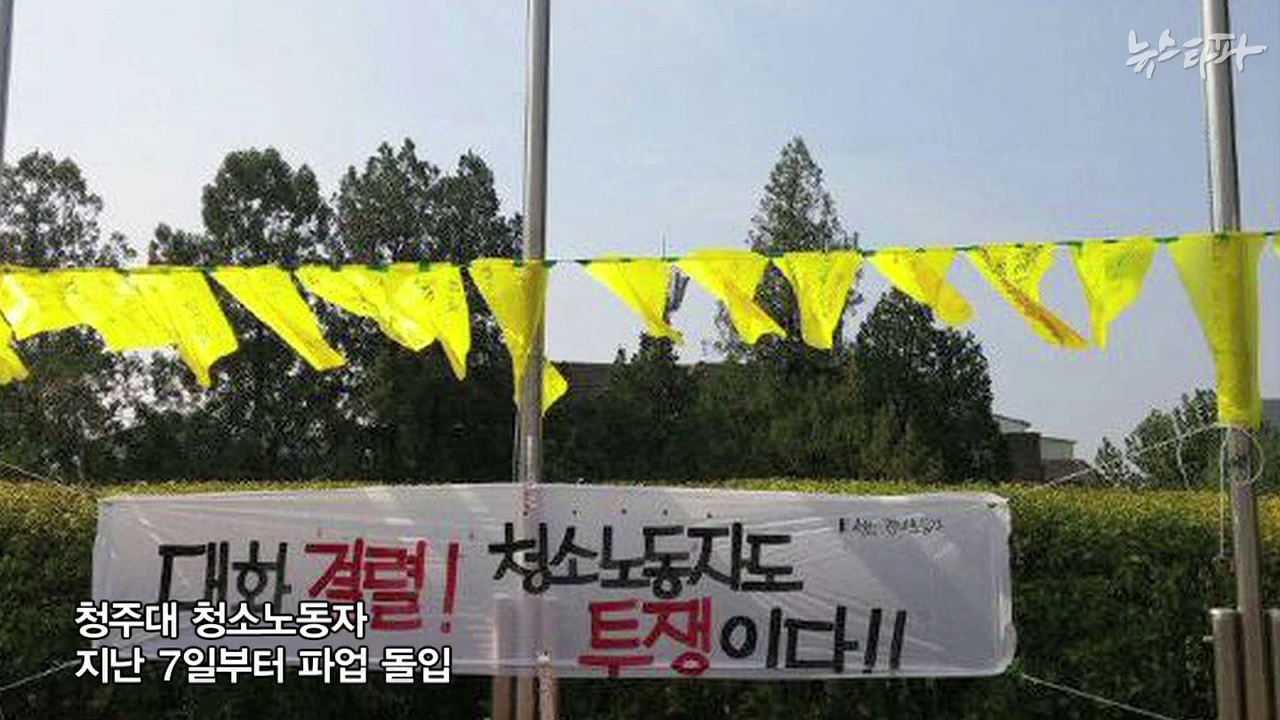 뉴스타파
대화 결렬! 청소노동자도
투쟁이다!!
청주대 청소노동자
지난 7일부터 파업 돌입